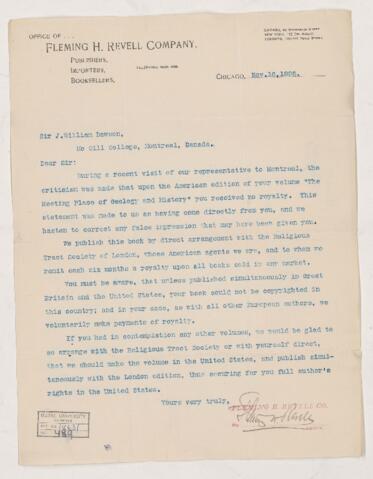 OFFICE OF . . .
FLEMING H. REVELL COMPANY,
PUBLISHERS,
IMPORTERS,
BOOKSELLERS,
CHICAGO, Nov. 16, 1895.
Sir J. William Dawson,
Mc Gill College, Montreal, Canada.
Dear Sir:
During a recent visit of our representative to Montreal, the
criticism was made that upon the American edition of your volume "The
Meeting Place of Geology and History" you received no royalty. This
statement was made to us as having come directly from you, and we
hasten to correct any false impression that may have been given you.
We publish this book by direct arrangement with the Religious
Tract Society of London, whose American agents we are, and to whom we
remit each six months a royalty upon all books sold in our market.
You must be aware, that unless published simultaneously in Great
Britain and the United States, your book could not be copyrighted in
this country; and in your case, as with all other European authors, we
voluntarily make payments of royalty.
If you had in contemplation any other volumes, we would be glad to
so arrange with the Religious Tract Society or with yourself direct,
that we should make the volume in the United States, and publish simul-
taneously with the London edition, thus securing for you full author's
rights in the United States.
Yours very truly,
FLEMING H. REVELL CO.
McGILL UNIVERSITY